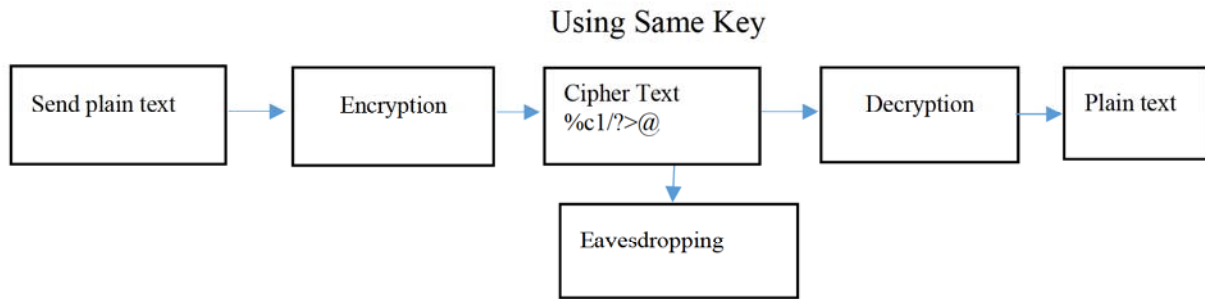 Using Same Key
Send plain text
Encryption
Cipher Text
%c1/?>@
Decryption
Plain text
Eavesdropping